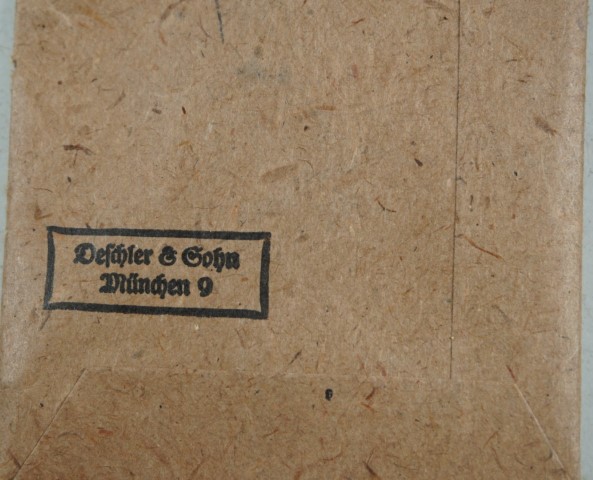 Deschler & Sohn
München 9